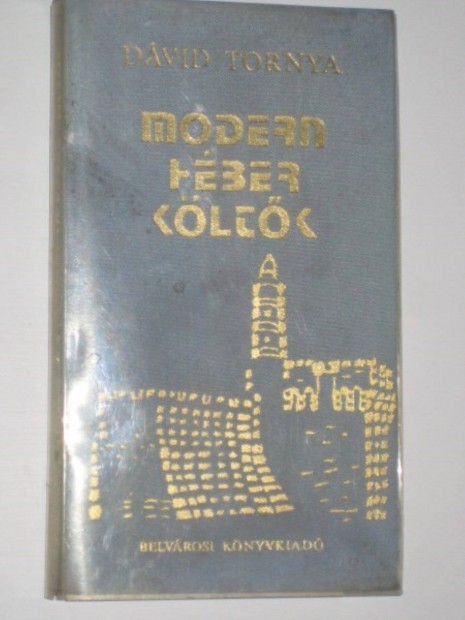 DÁVID TORNYA
MODERN
HÉBER
KÖLTŐK
BELVÁROSI KÖNYVKIADÓ